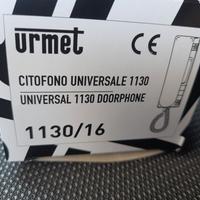 urmet CE
CITOFONO UNIVERSALE 1130
UNIVERSAL 1130 DOORPHONE
1130/16